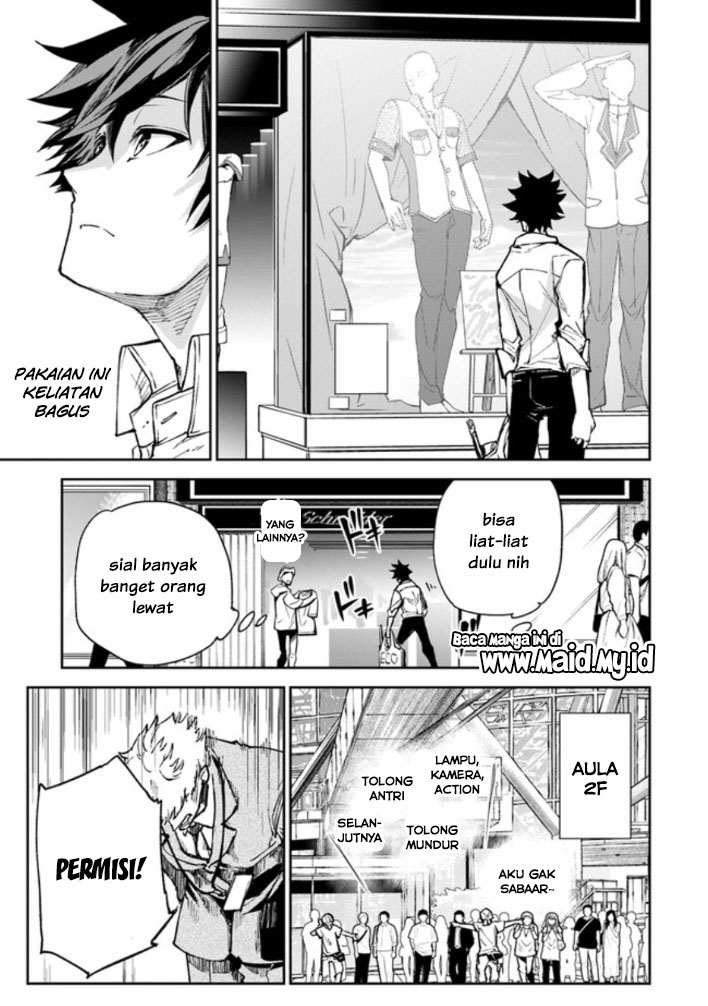 PAKAIAN INI
KELIATAN
BAGUS
bisa
liat-liat
dulu nih
YANG
LAINNYA?
sial banyak
banget orang
lewat
Baca Manga ini di
www.Maid.My.id
AULA
2F
LAMPU,
KAMERA,
ACTION
TOLONG
ANTRI
SELAN-
JUTNYA
TOLONG
MUNDUR
AKU GAK
SABAAR~
PERMISI!